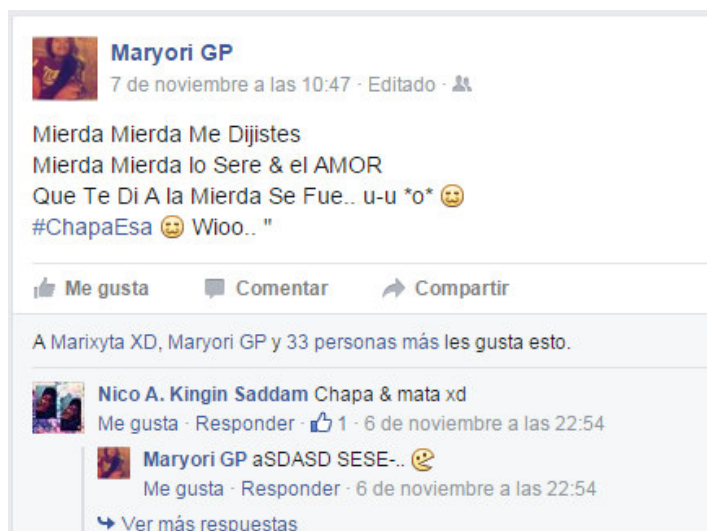 Maryori GP
7 de noviembre a las 10:47 · Editado ·
Mierda Mierda Me Dijistes
Mierda Mierda lo Sere & el AMOR
Que Te Di A la Mierda Se Fue.. u-u *o*
#ChapaEsa Wioo.. "
Me gusta Comentar Compartir
A Marixyta XD, Maryori GP y 33 personas más les gusta esto.
Nico A. Kingin Saddam Chapa & mata xd
Me gusta · Responder · 1 · 6 de noviembre a las 22:54
Maryori GP aSDASD SESE-..
Me gusta · Responder · 6 de noviembre a las 22:54
Ver más respuestas